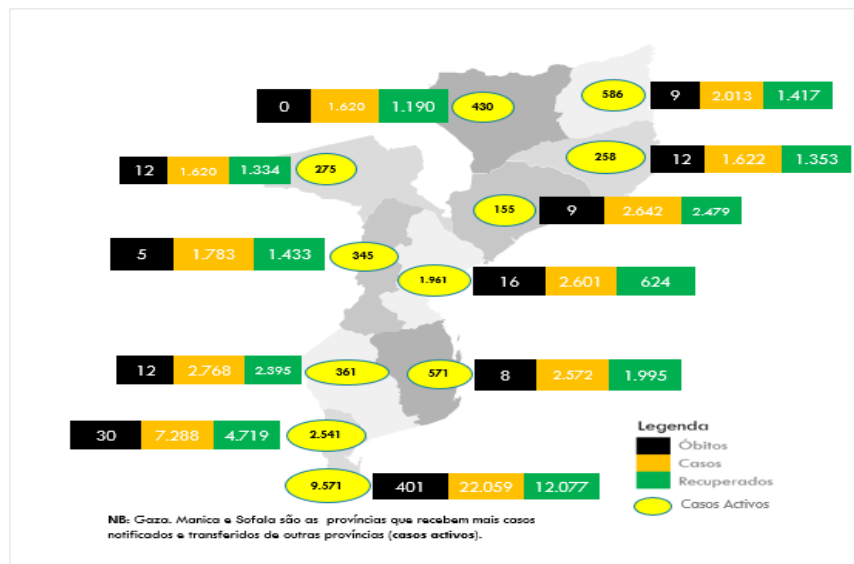 0 1.620 1.190 430
586 9 2.013 1.417
12 1.620 1.334 275
258 12 1.622 1.353
155 9 2.642 2.479
5 1.783 1.433 345
1.961 16 2.601 624
12 2.768 2.395 361
571 8 2.572 1.995
30 7.288 4.719 2.541
9.571 401 22.059 12.077
Legenda
Óbitos
Casos
Recuperados
Casos Activos
NB: Gaza. Manica e Sofala são as províncias que recebem mais casos
notificados e transferidos de outras províncias (casos activos).